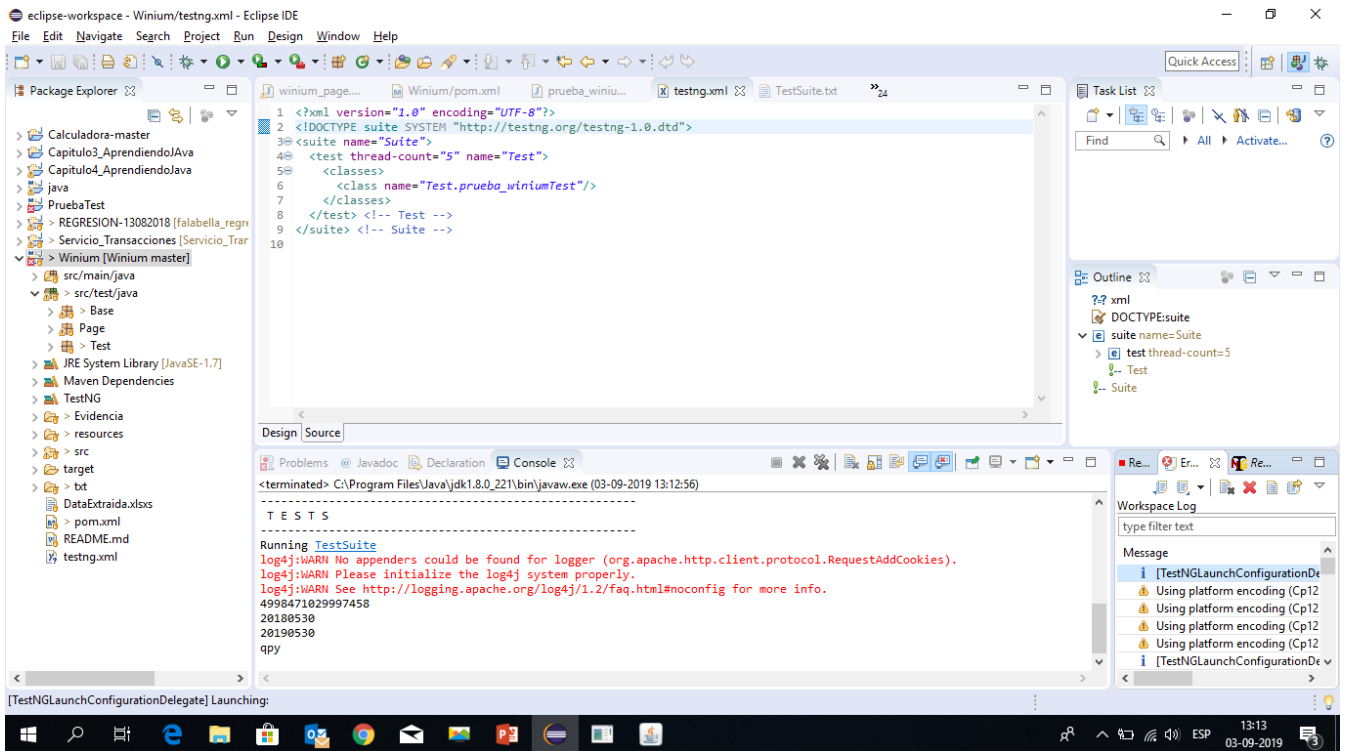 eclipse-workspace - Winium/testng.xml - Eclipse IDE
File Edit Navigate Search Project Run Design Window Help
Quick Access
Package Explorer
Calculadora-master
Capitulo3_AprendiendoJAva
Capitulo4_AprendiendoJava
java
PruebaTest
> REGRESION-13082018 [falabella_regre
> Servicio_Transacciones [Servicio_Trar
> Winium [Winium master]
src/main/java
> src/test/java
> Base
Page
> Test
JRE System Library [JavaSE-1.7]
Maven Dependencies
TestNG
> Evidencia
> resources
> src
target
> txt
DataExtraida.xlsxs
> pom.xml
README.md
testng.xml
winium_page.... Winium/pom.xml prueba_winiu... testng.xml TestSuite.txt »24
1 <?xml version="1.0" encoding="UTF-8"?>
2 <!DOCTYPE suite SYSTEM "http://testng.org/testng-1.0.dtd">
3 <suite name="Suite">
4 <test thread-count="5" name="Test">
5 <classes>
6 <class name="Test.prueba_winiumTest"/>
7 </classes>
8 </test> <!-- Test -->
9 </suite> <!-- Suite -->
10
Design Source
Task List
Find All Activate...
Outline
?-? xml
DOCTYPE:suite
suite name=Suite
test thread-count=5
Test
Suite
Problems @ Javadoc Declaration Console
<terminated> C:\Program Files\Java\jdk1.8.0_221\bin\javaw.exe (03-09-2019 13:12:56)
-------------------------------------------------------
T E S T S
-------------------------------------------------------
Running TestSuite
log4j:WARN No appenders could be found for logger (org.apache.http.client.protocol.RequestAddCookies).
log4j:WARN Please initialize the log4j system properly.
log4j:WARN See http://logging.apache.org/log4j/1.2/faq.html#noconfig for more info.
4998471029997458
20180530
20190530
qpy
Re... Er... Re...
Workspace Log
type filter text
Message
[TestNGLaunchConfigurationDe
Using platform encoding (Cp12
Using platform encoding (Cp12
Using platform encoding (Cp12
Using platform encoding (Cp12
[TestNGLaunchConfigurationDe
[TestNGLaunchConfigurationDelegate] Launching:
ESP
13:13
03-09-2019
3